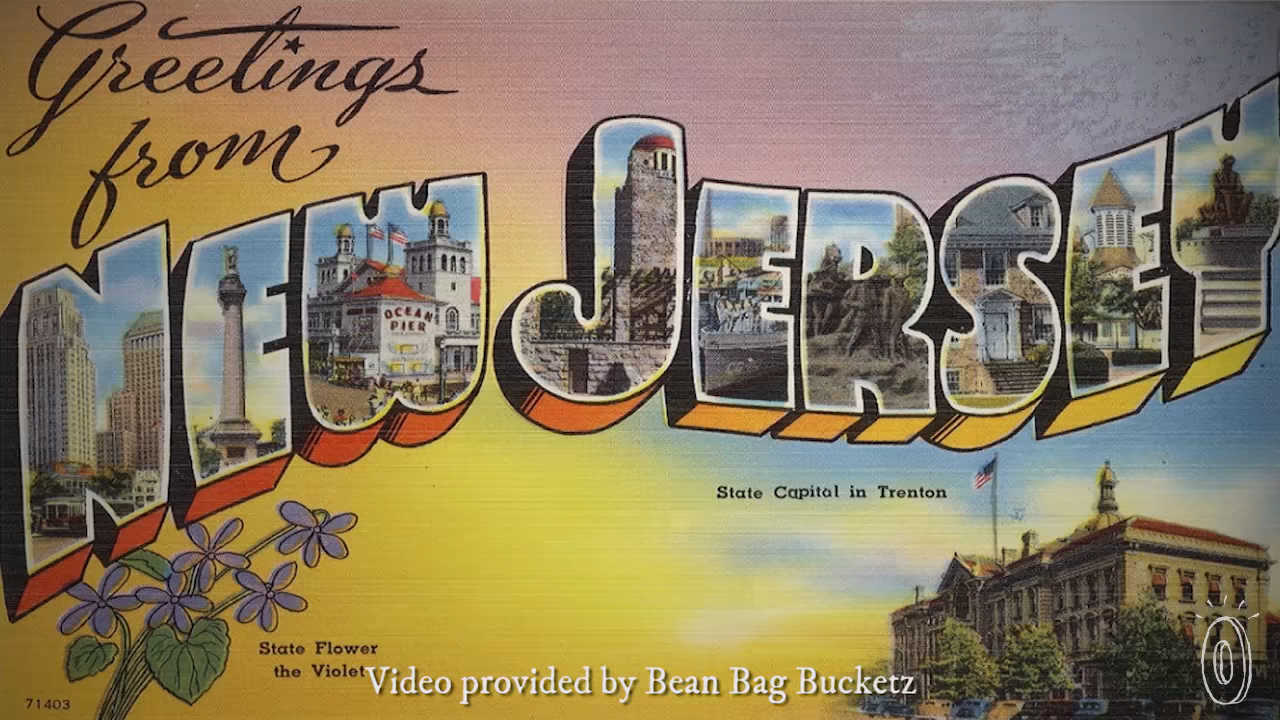 Greetings
from
NEW JERSEY
OCEAN
PIER
State Capital in Trenton
State Flower
the Violet
Video provided by Bean Bag Bucketz
71403